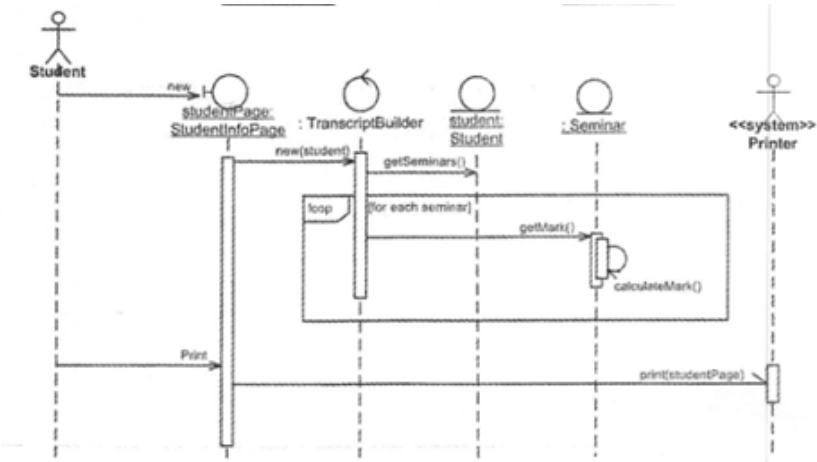 Student
new
studentPage:
StudentInfoPage
: TranscriptBuilder
student:
Student
: Seminar
<<system>>
Printer
new(student)
getSeminars()
loop
[for each seminar]
getMark()
calculateMark()
Print
print(studentPage)